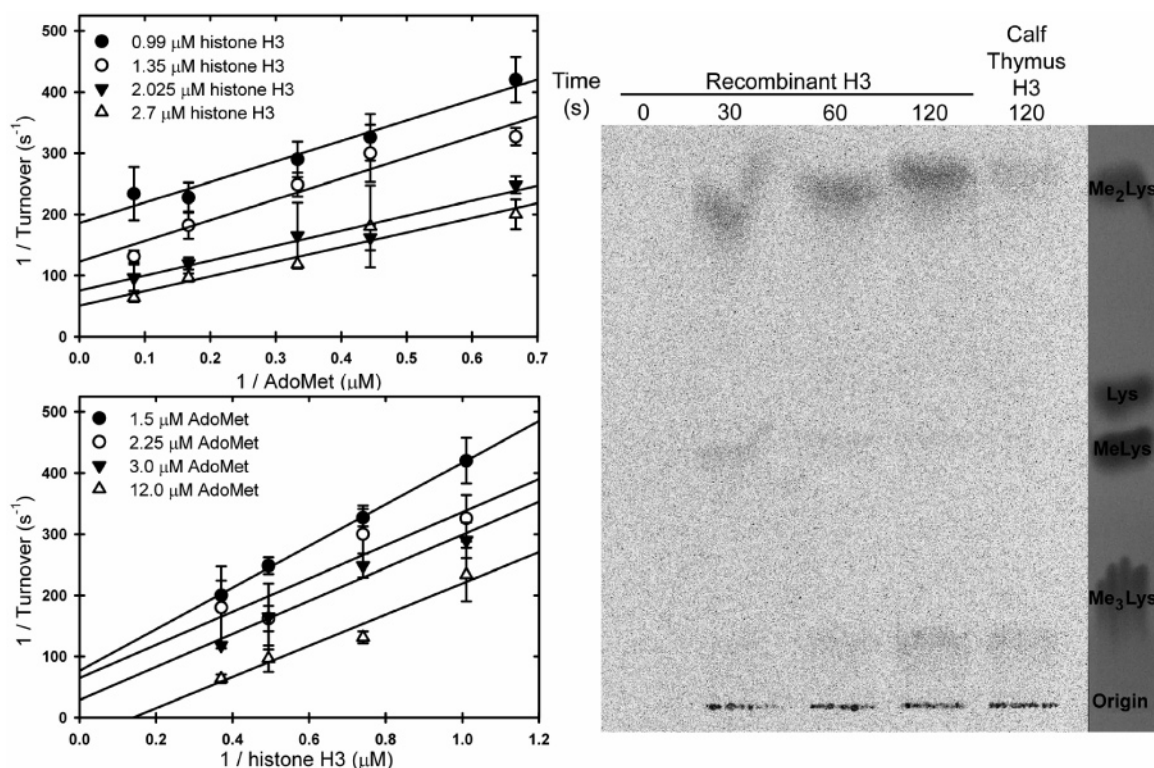 500
400
300
200
100
0
1 / Turnover (s⁻¹)
● 0.99 μM histone H3
○ 1.35 μM histone H3
▼ 2.025 μM histone H3
△ 2.7 μM histone H3
0.0 0.1 0.2 0.3 0.4 0.5 0.6 0.7
1 / AdoMet (μM)
500
400
300
200
100
0
1 / Turnover (s⁻¹)
● 1.5 μM AdoMet
○ 2.25 μM AdoMet
▼ 3.0 μM AdoMet
△ 12.0 μM AdoMet
0.0 0.2 0.4 0.6 0.8 1.0 1.2
1 / histone H3 (μM)
Calf
Thymus
H3
Time
(s)
Recombinant H3
0 30 60 120 120
Me₂Lys
Lys
MeLys
Me₃Lys
Origin